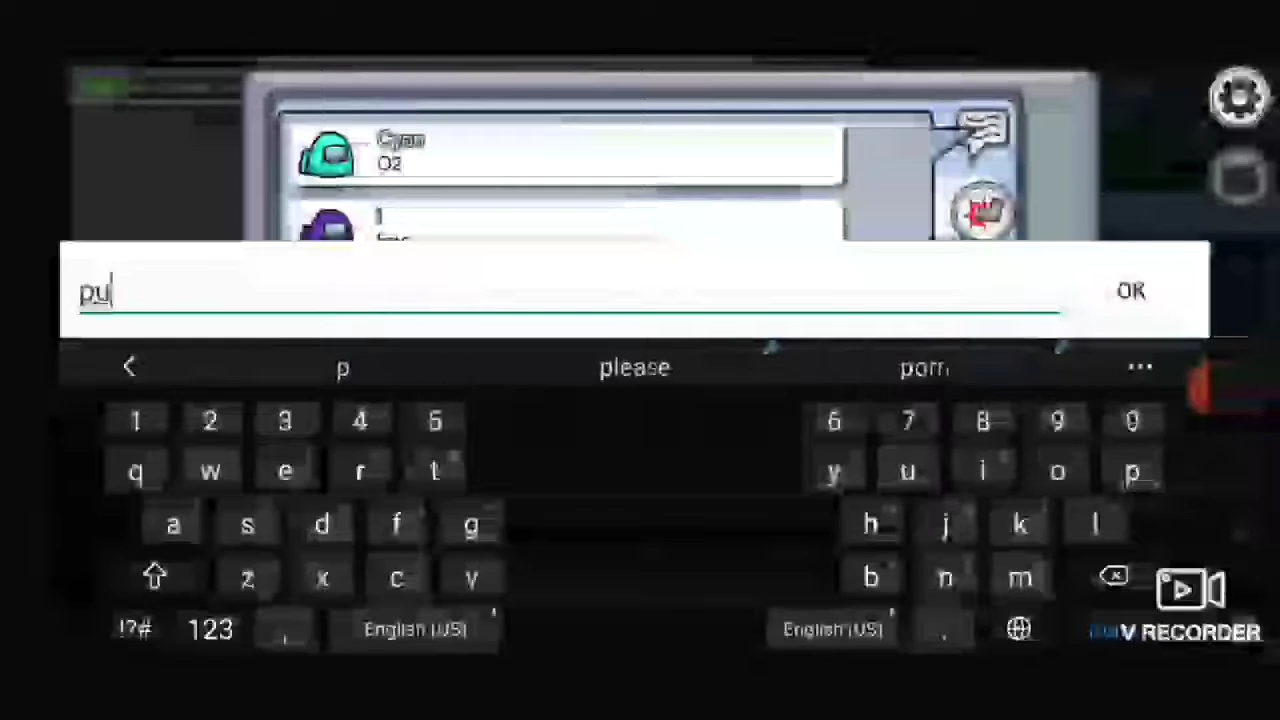 Cyan
O2
1
pu
OK
p please porn
1 2 3 4 5 6 7 8 9 0
q w e r t y u i o p
a s d f g h j k l
z x c v b n m
!?# 123 , English (US) English (US) .
V RECORDER